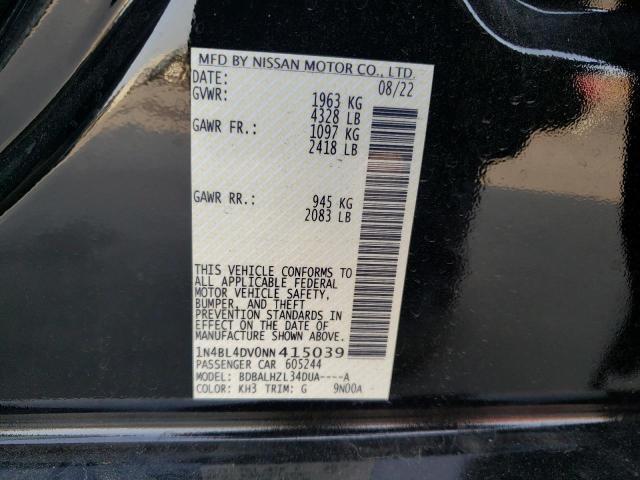 MFD BY NISSAN MOTOR CO., LTD.
DATE: 08/22
GVWR: 1963 KG
4328 LB
GAWR FR.: 1097 KG
2418 LB
GAWR RR.: 945 KG
2083 LB
THIS VEHICLE CONFORMS TO
ALL APPLICABLE FEDERAL
MOTOR VEHICLE SAFETY,
BUMPER, AND THEFT
PREVENTION STANDARDS IN
EFFECT ON THE DATE OF
MANUFACTURE SHOWN ABOVE.
1N4BL4DV0NN415039
PASSENGER CAR 605244
MODEL: BDBALHZL34DUA----A
COLOR: KH3 TRIM: G 9N00A